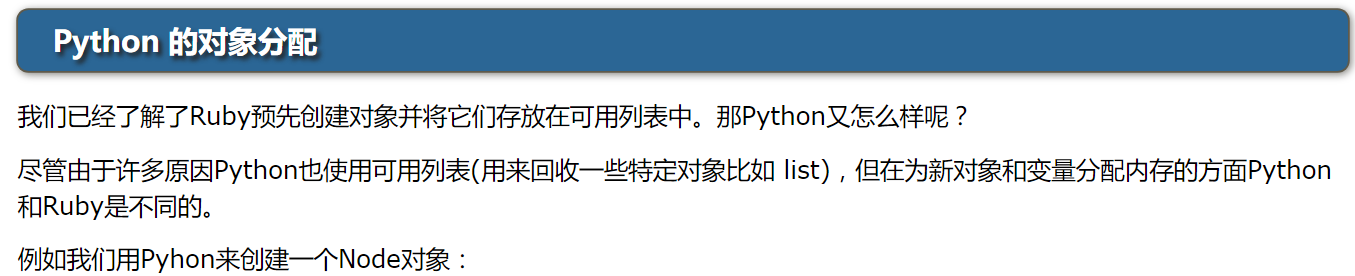 Python 的对象分配
我们已经了解了Ruby预先创建对象并将它们存放在可用列表中。那Python又怎么样呢？
尽管由于许多原因Python也使用可用列表(用来回收一些特定对象比如 list)，但在为新对象和变量分配内存的方面Python
和Ruby是不同的。
例如我们用Pyhon来创建一个Node对象：